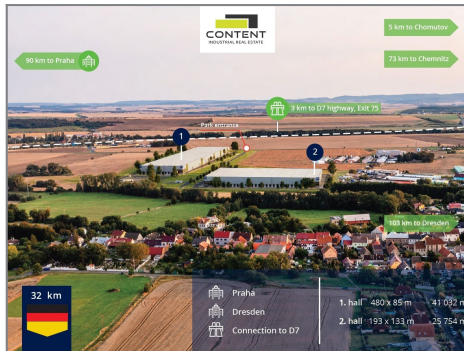 CONTENT
INDUSTRIAL REAL ESTATE
5 km to Chomutov
90 km to Praha
73 km to Chemnitz
3 km to D7 highway, Exit 75
Park entrance
1
2
103 km to Dresden
32 km
Praha
Dresden
Connection to D7
1. hall 480 x 85 m 41 032 m
2. hall 193 x 133 m 25 754 m